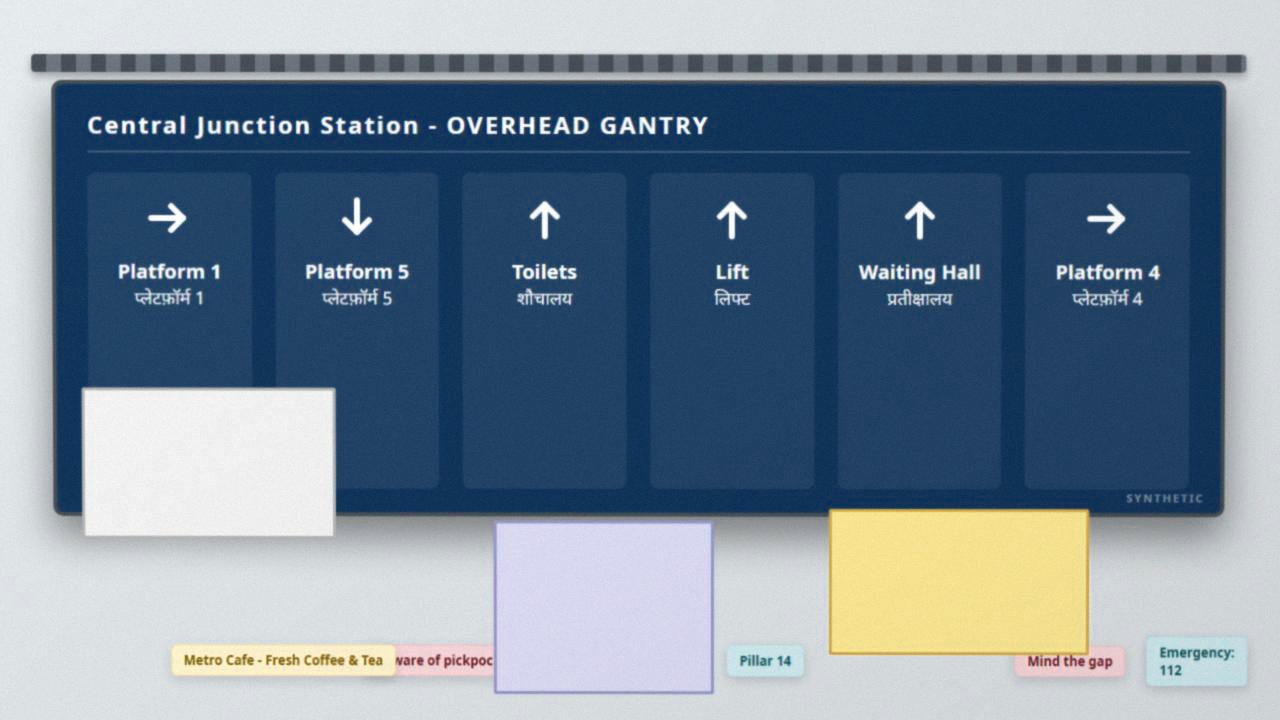 Central Junction Station - OVERHEAD GANTRY
Platform 1
प्लेटफ़ॉर्म 1
Platform 5
प्लेटफ़ॉर्म 5
Toilets
शौचालय
Lift
लिफ्ट
Waiting Hall
प्रतीक्षालय
Platform 4
प्लेटफ़ॉर्म 4
SYNTHETIC
Metro Cafe - Fresh Coffee & Tea
of
Pillar 14
Mind the gap
Emergency:
112